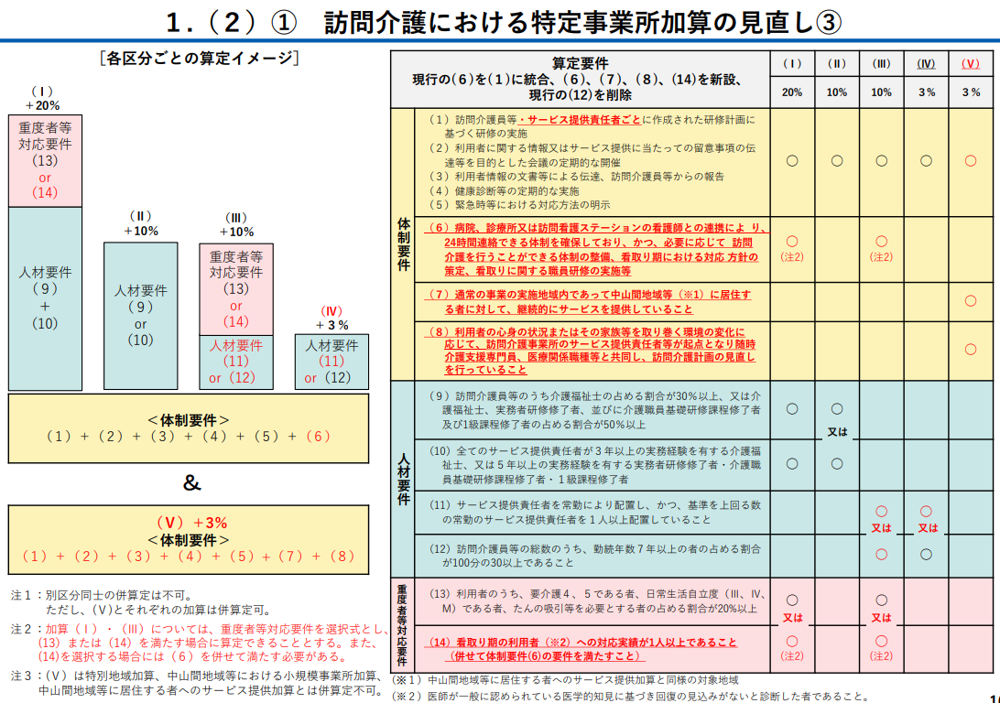 １.（２）①　訪問介護における特定事業所加算の見直し③
［各区分ごとの算定イメージ］
（Ⅰ）
＋20%
重度者等
対応要件
（13）
or
（14）
人材要件
（９）
＋
（10）
（Ⅱ）
＋10%
人材要件
（９）
or
（10）
（Ⅲ）
＋10%
重度者等
対応要件
（13）
or
（14）
人材要件
（11）
or（12）
（Ⅳ）
＋３％
人材要件
（11）
or（12）
＜体制要件＞
（１）＋（２）＋（３）＋（４）＋（５）＋（６）
&
（Ⅴ）＋3%
＜体制要件＞
（１）＋（２）＋（３）＋（４）＋（５）＋（７）＋（８）
注１：別区分同士の併算定は不可。
ただし、（Ⅴ）とそれぞれの加算は併算定可。
注２：加算（Ⅰ）・（Ⅲ）については、重度者等対応要件を選択式とし、
（13）または（14）を満たす場合に算定できることとする。また、
（14）を選択する場合には（６）を併せて満たす必要がある。
注３：（Ⅴ）は特別地域加算、中山間地域等における小規模事業所加算、
中山間地域等に居住する者へのサービス提供加算とは併算定不可。
算定要件
現行の（６）を（１）に統合、（６）、（７）、（８）、（14）を新設、
現行の（12）を削除
（Ⅰ）　（Ⅱ）　（Ⅲ）　（Ⅳ）　（Ⅴ）
20%　10%　10%　３％　３％
体制要件
（１）訪問介護員等・サービス提供責任者ごとに作成された研修計画に
基づく研修の実施
（２）利用者に関する情報又はサービス提供に当たっての留意事項の伝
達等を目的とした会議の定期的な開催
（３）利用者情報の文書等による伝達、訪問介護員等からの報告
（４）健康診断等の定期的な実施
（５）緊急時等における対応方法の明示
○　○　○　○　○
（６）病院、診療所又は訪問看護ステーションの看護師との連携によ り、
24時間連絡できる体制を確保しており、かつ、必要に応じて 訪問
介護を行うことができる体制の整備、看取り期における対応 方針の
策定、看取りに関する職員研修の実施等
○　○
（注2）　（注2）
（７）通常の事業の実施地域内であって中山間地域等（※１）に居住す
る者に対して、継続的にサービスを提供していること
○
（８）利用者の心身の状況またはその家族等を取り巻く環境の変化に
応じて、訪問介護事業所のサービス提供責任者等が起点となり随時
介護支援専門員、医療関係職種等と共同し、訪問介護計画の見直し
を行っていること
○
人材要件
（９）訪問介護員等のうち介護福祉士の占める割合が30％以上、又は介
護福祉士、実務者研修修了者、並びに介護職員基礎研修課程修了者
及び1級課程修了者の占める割合が50％以上
○　○
又は
（10）全てのサービス提供責任者が３年以上の実務経験を有する介護福
祉士、又は５年以上の実務経験を有する実務者研修修了者・介護職
員基礎研修課程修了者・１級課程修了者
○　○
（11）サービス提供責任者を常勤により配置し、かつ、基準を上回る数
の常勤のサービス提供責任者を１人以上配置していること
○　○
又は　又は
（12）訪問介護員等の総数のうち、勤続年数７年以上の者の占める割合
が100分の30以上であること
○　○
重度者等対応要件
（13）利用者のうち、要介護４、５である者、日常生活自立度（Ⅲ、Ⅳ、
M）である者、たんの吸引等を必要とする者の占める割合が20％以上
○　○
又は　又は
（14）看取り期の利用者（※２）への対応実績が1人以上であること
（併せて体制要件(6)の要件を満たすこと）
○　○
（注2）　（注2）
（※１）中山間地域等に居住する者へのサービス提供加算と同様の対象地域
（※２）医師が一般に認められている医学的知見に基づき回復の見込みがないと診断した者であること。